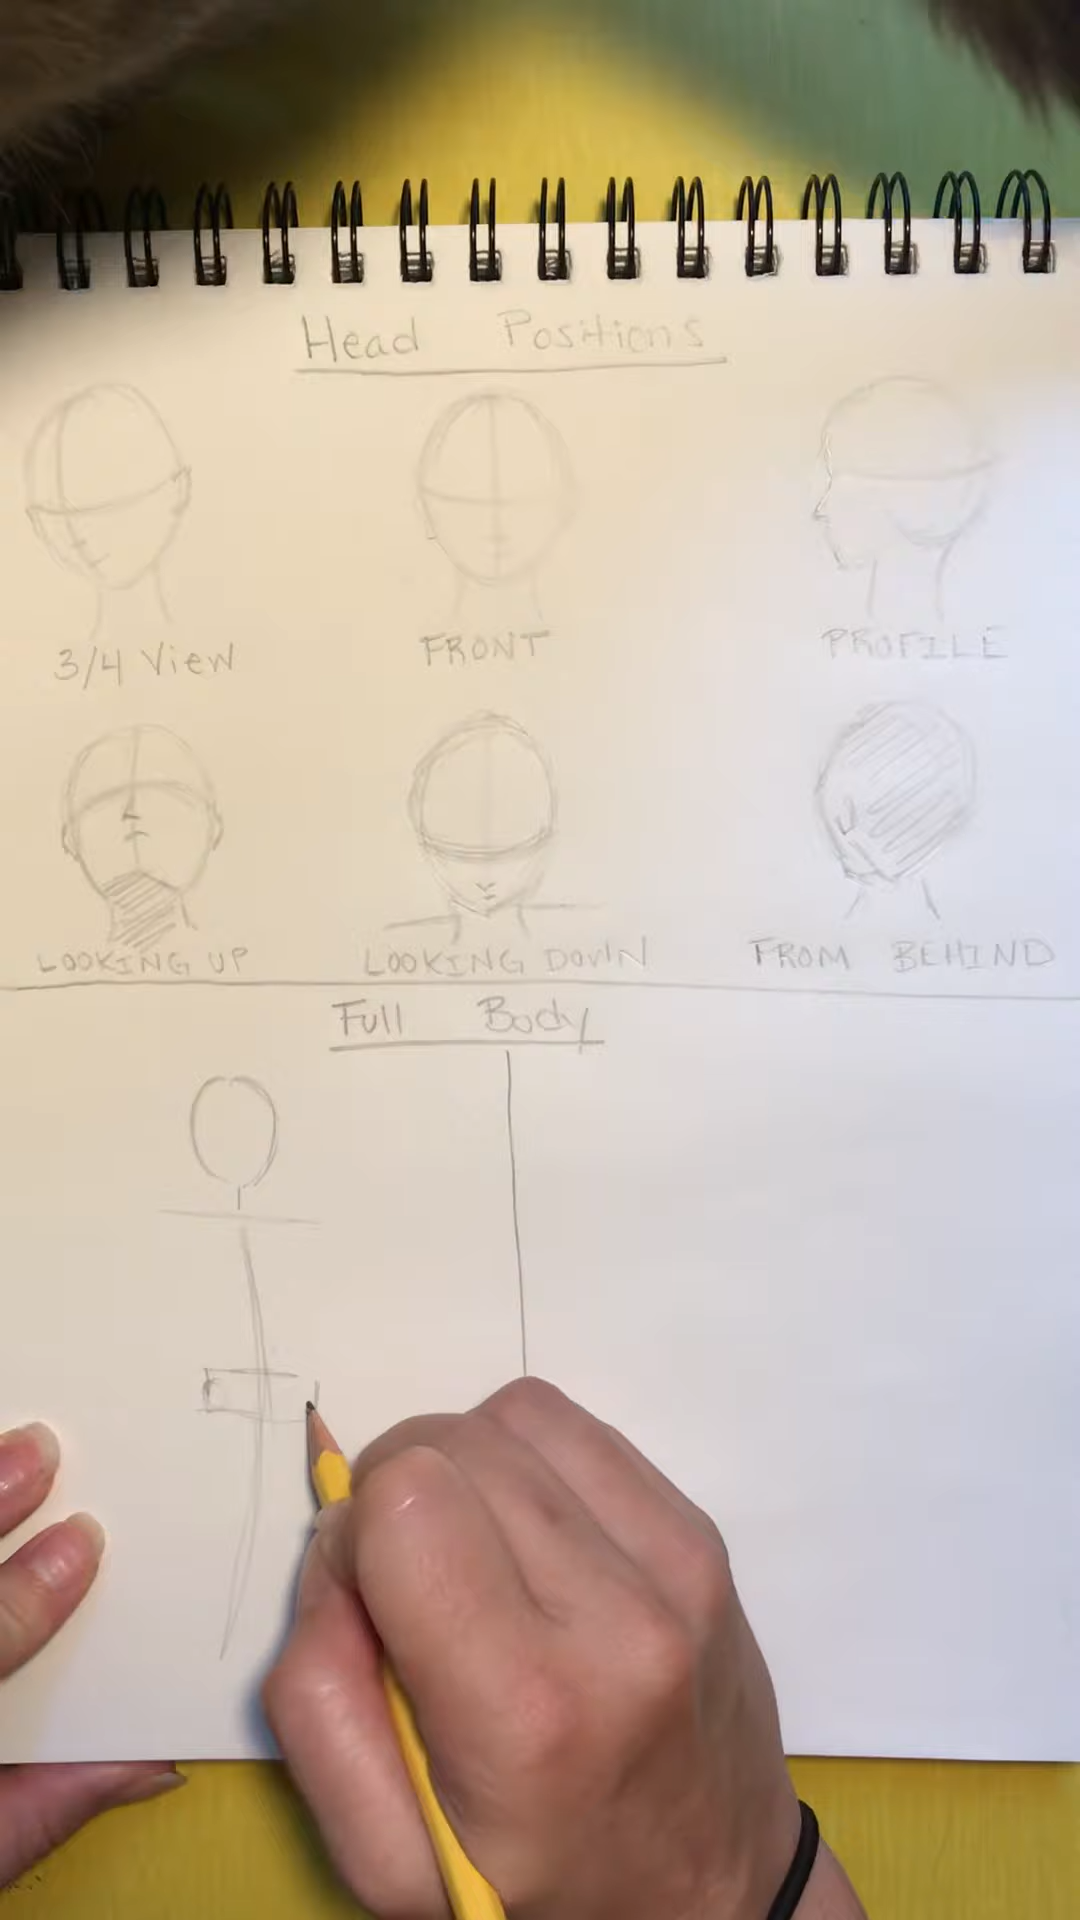 Head Positions
3/4 View
FRONT
PROFILE
LOOKING UP
LOOKING DOWN
FROM BEHIND
Full Body